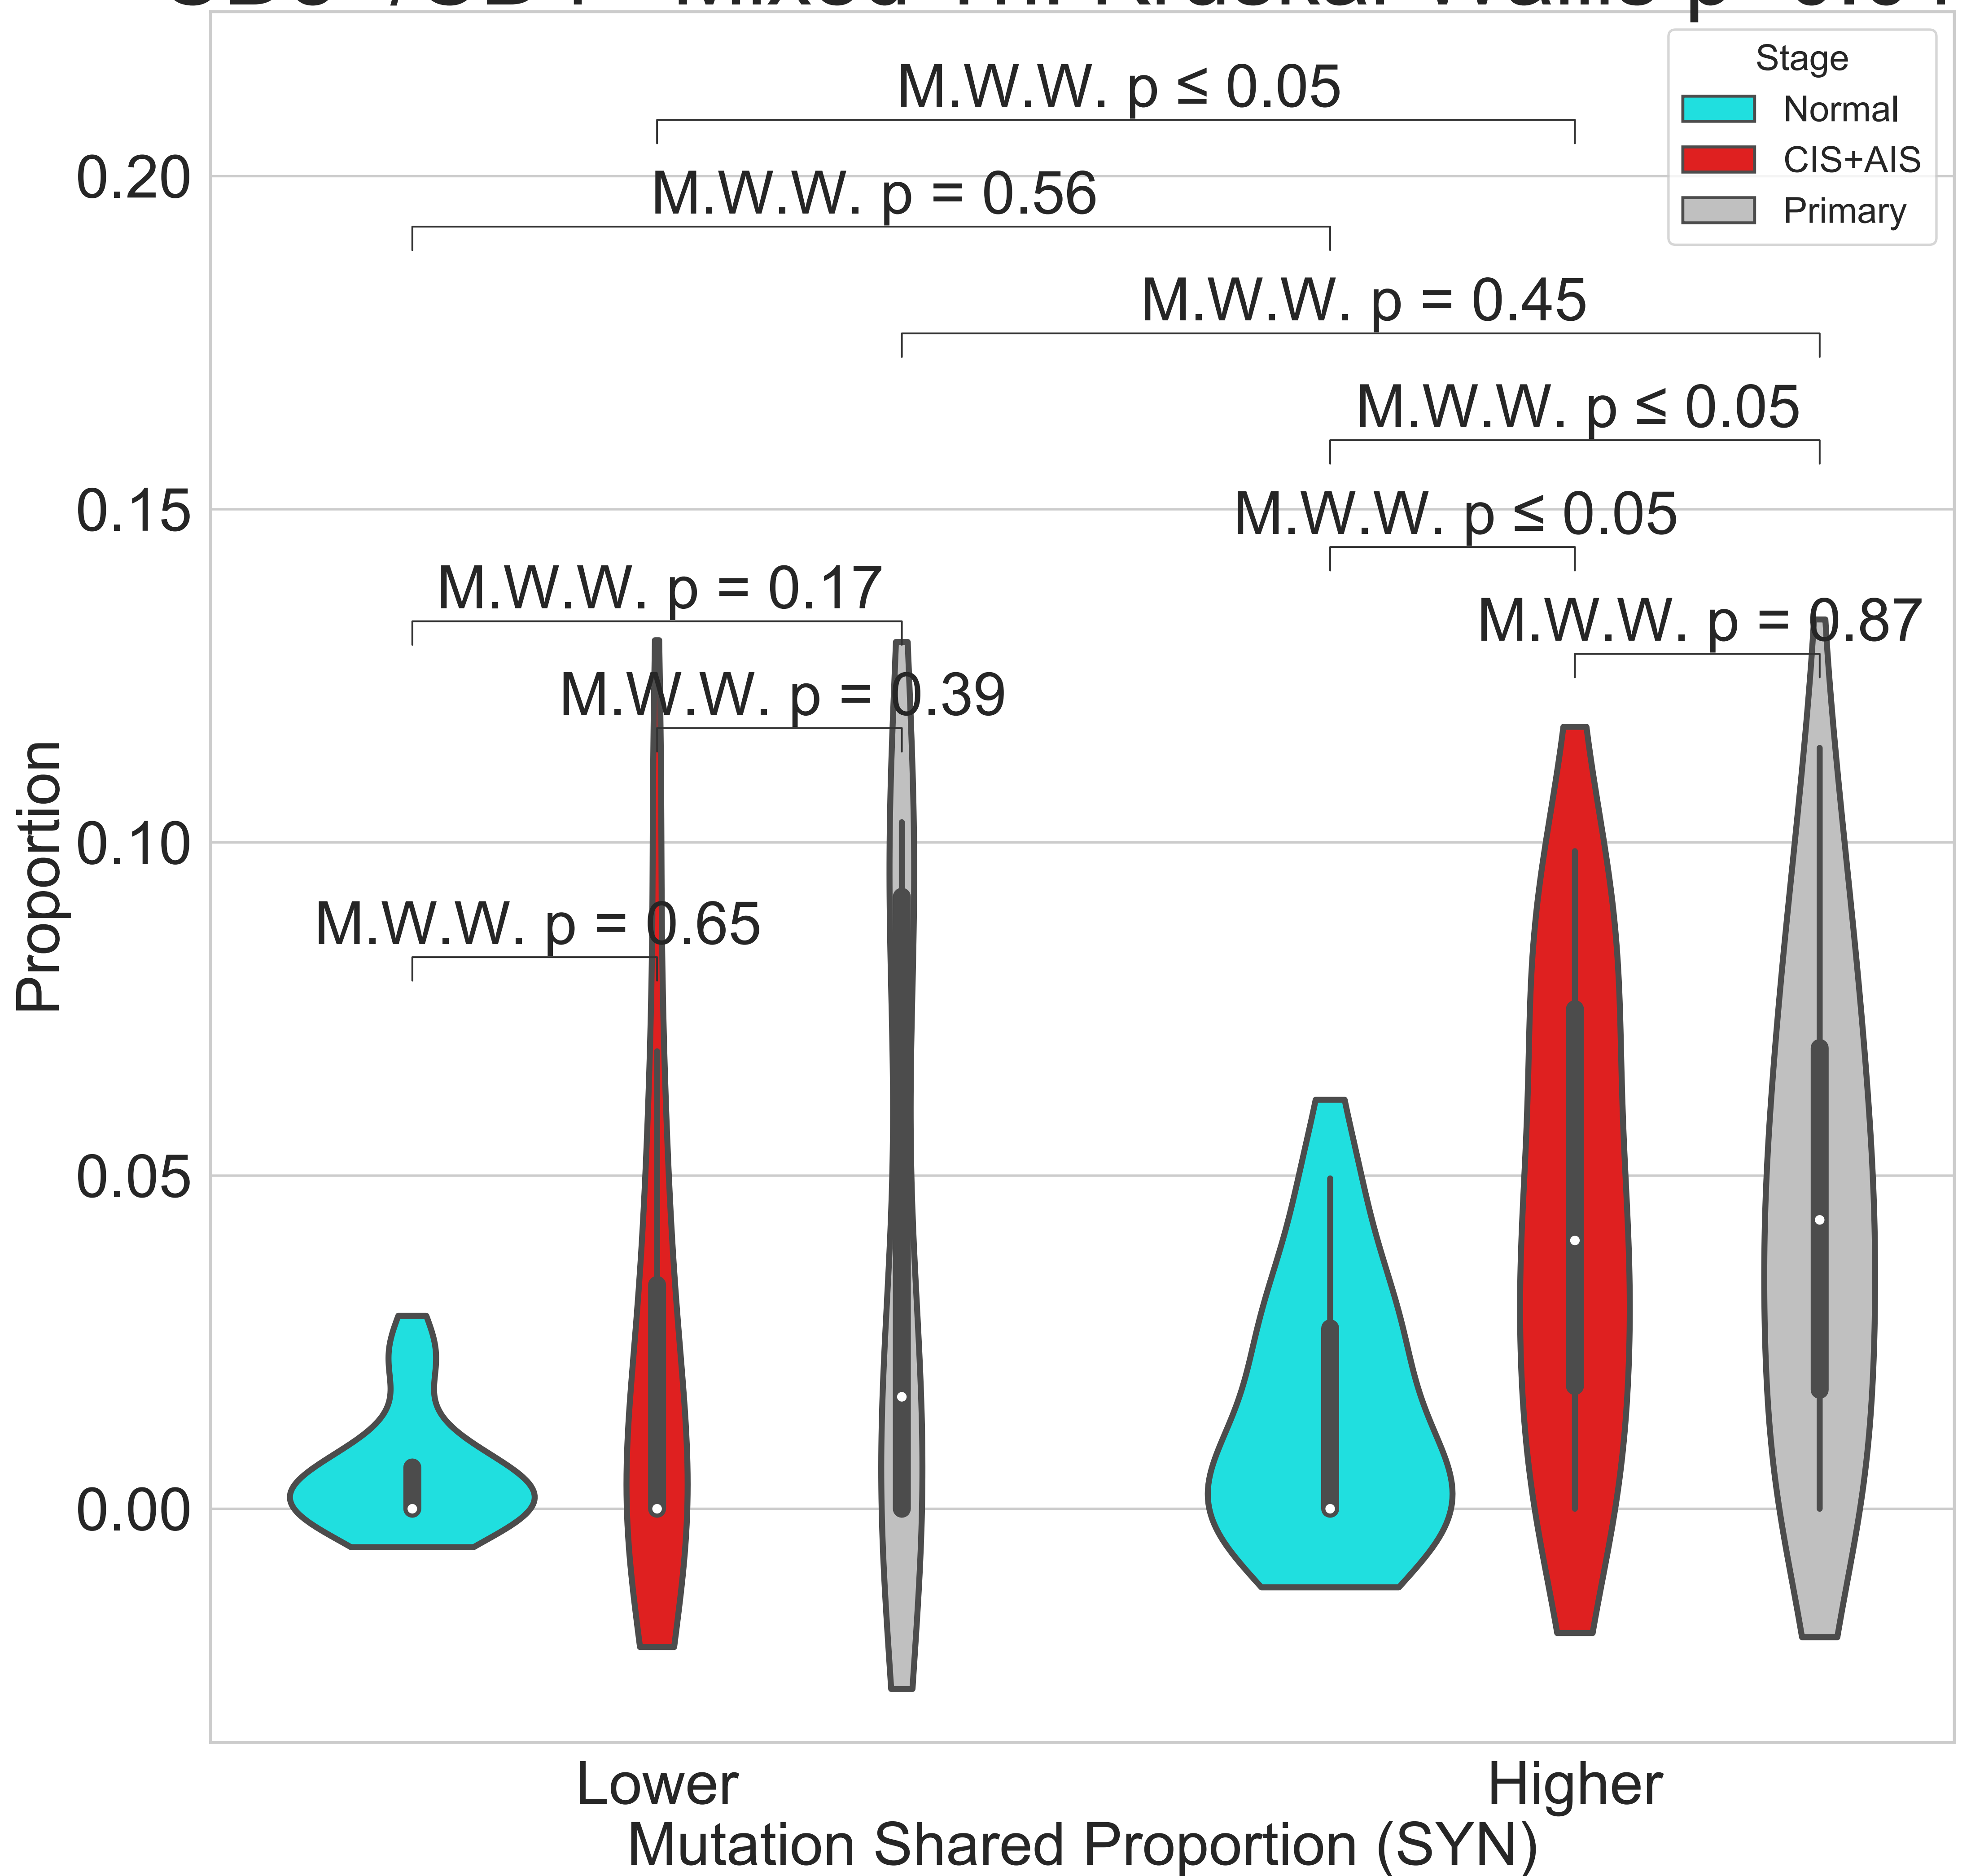 Stage
Normal
CIS+AIS
Primary
M.W.W. p ≤ 0.05
M.W.W. p = 0.56
M.W.W. p = 0.45
M.W.W. p ≤ 0.05
M.W.W. p ≤ 0.05
M.W.W. p = 0.17
M.W.W. p = 0.87
M.W.W. p = 0.39
M.W.W. p = 0.65
0.20
0.15
0.10
0.05
0.00
Proportion
Lower
Higher
Mutation Shared Proportion (SYN)